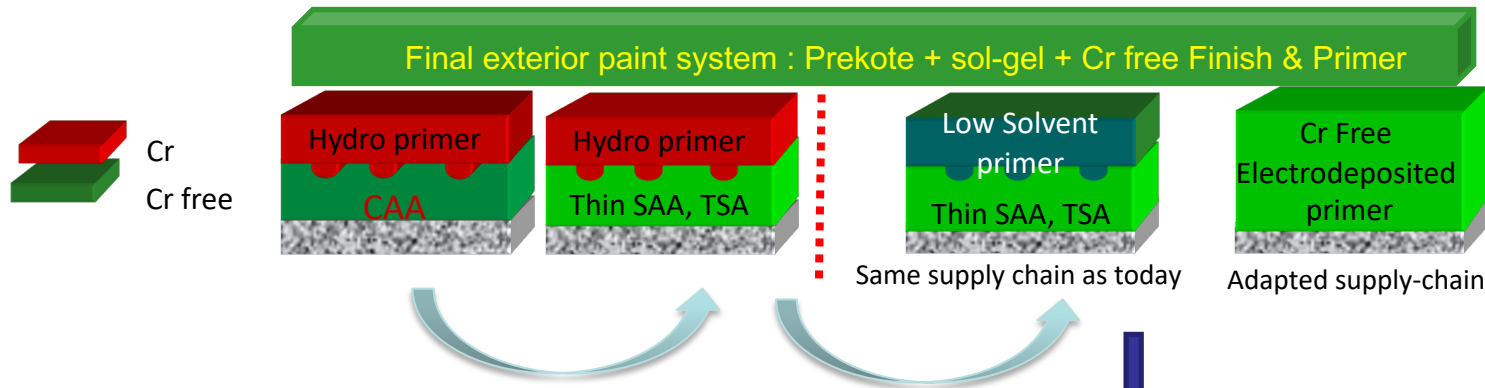 Final exterior paint system : Prekote + sol-gel + Cr free Finish & Primer
Cr
Cr free
Hydro primer
CAA
Hydro primer
Thin SAA, TSA
Low Solvent
primer
Thin SAA, TSA
Same supply chain as today
Cr Free
Electrodeposited
primer
Adapted supply-chain